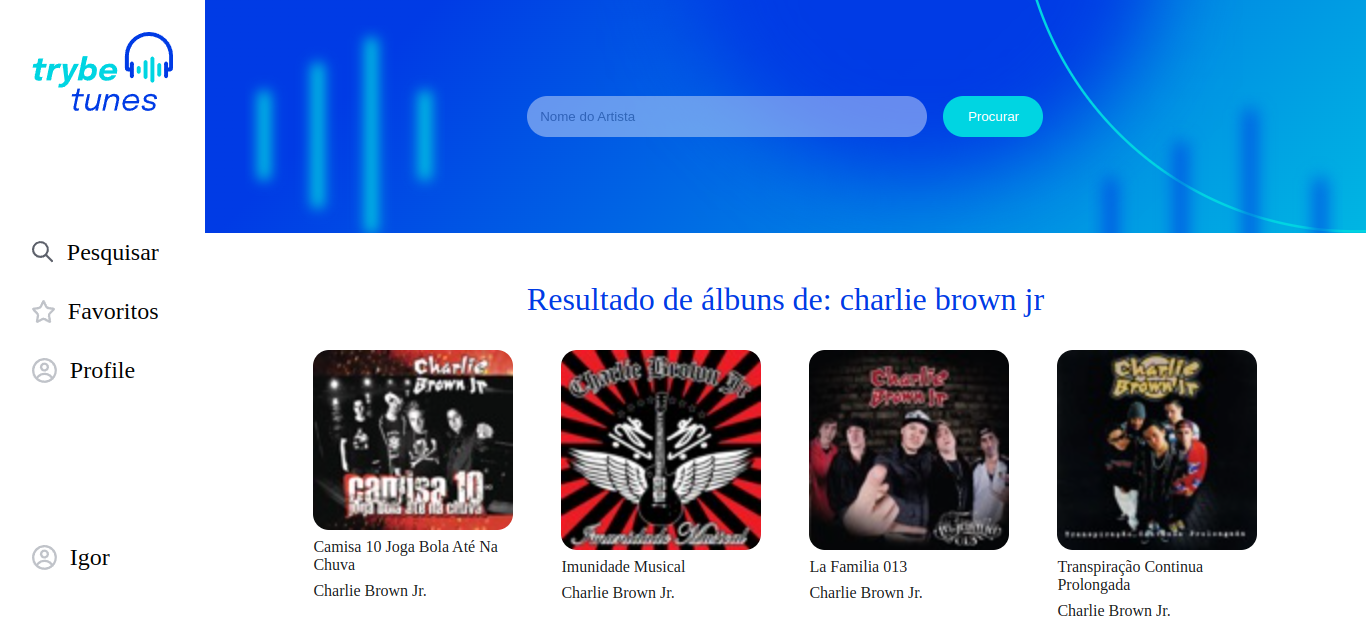 trybe
tunes
Nome do Artista
Procurar
Pesquisar
Favoritos
Profile
Igor
Resultado de álbuns de: charlie brown jr
Charlie
Brown Jr
camisa 10
joga bola até na chuva
Camisa 10 Joga Bola Até Na
Chuva
Charlie Brown Jr.
Charlie Brown Jr
Imunidade Musical
Imunidade Musical
Charlie Brown Jr.
Charlie
Brown Jr
La Familia 013
Charlie Brown Jr.
Charlie
Brown Jr
Transpiração Continua Prolongada
Transpiração Continua
Prolongada
Charlie Brown Jr.